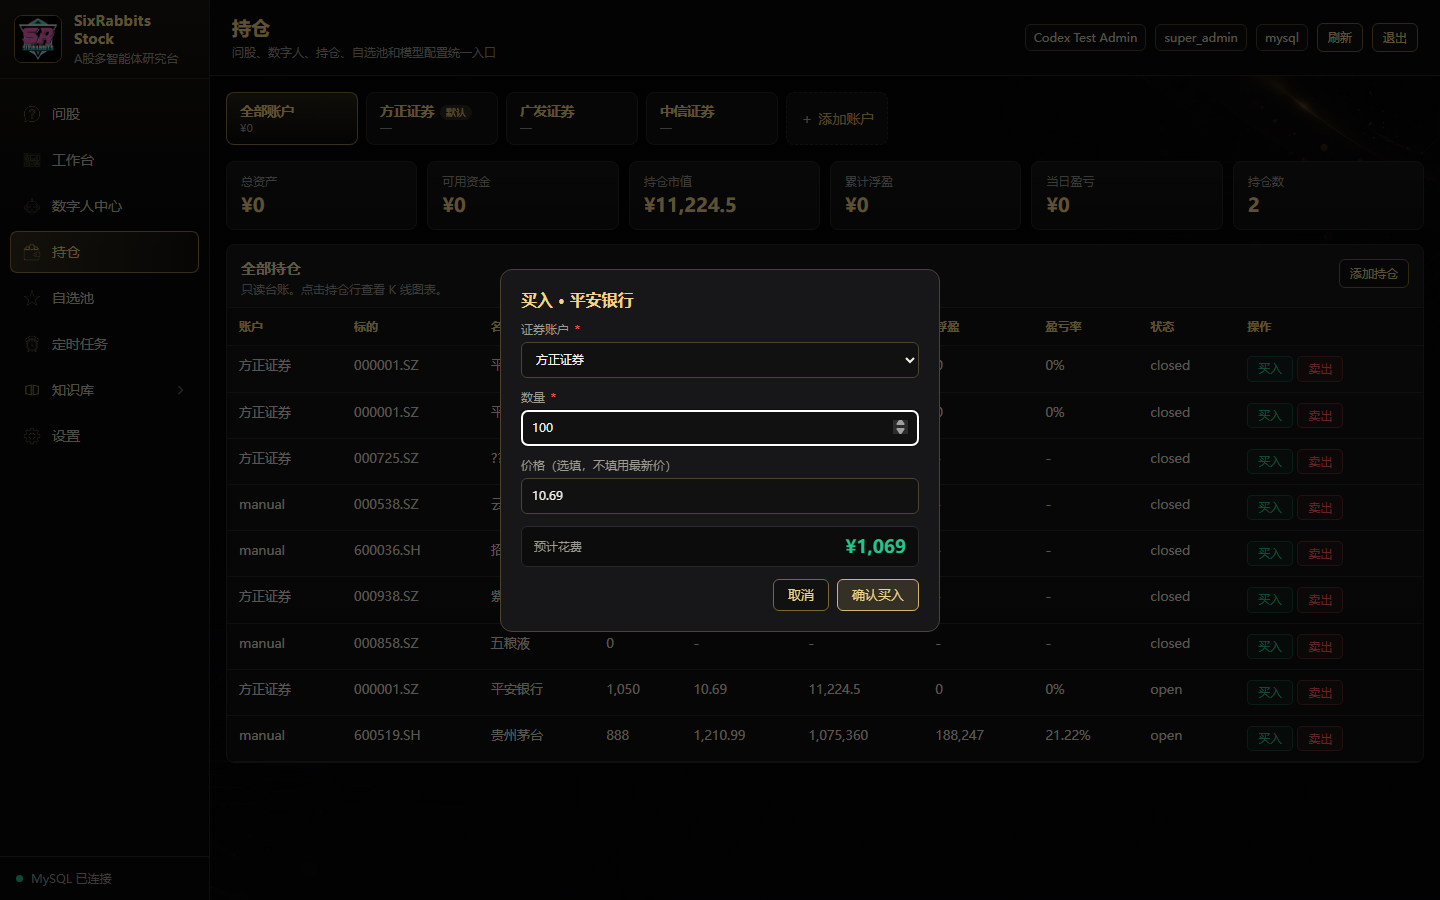 SixRabbits
Stock
A股多智能体研究台
SR
SIXRABBITS
问股
工作台
数字人中心
持仓
自选池
定时任务
知识库
设置
MySQL 已连接
持仓
问股、数字人、持仓、自选池和模型配置统一入口
Codex Test Admin super_admin mysql 刷新 退出
全部账户
¥0
方正证券 默认
—
广发证券
—
中信证券
—
+ 添加账户
总资产
¥0
可用资金
¥0
持仓市值
¥11,224.5
累计浮盈
¥0
当日盈亏
¥0
持仓数
2
全部持仓
只读台账。点击持仓行查看 K 线图表。
添加持仓
账户 标的 名 浮盈 盈亏率 状态 操作
方正证券 000001.SZ 平 0% closed 买入 卖出
方正证券 000001.SZ 平 0% closed 买入 卖出
方正证券 000725.SZ ?? - closed 买入 卖出
manual 000538.SZ 云 - closed 买入 卖出
manual 600036.SH 招 - closed 买入 卖出
方正证券 000938.SZ 紫 - closed 买入 卖出
manual 000858.SZ 五粮液 0 - - - - closed 买入 卖出
方正证券 000001.SZ 平安银行 1,050 10.69 11,224.5 0 0% open 买入 卖出
manual 600519.SH 贵州茅台 888 1,210.99 1,075,360 188,247 21.22% open 买入 卖出
买入 • 平安银行
证券账户 *
方正证券
数量 *
100
价格（选填，不填用最新价）
10.69
预计花费 ¥1,069
取消 确认买入